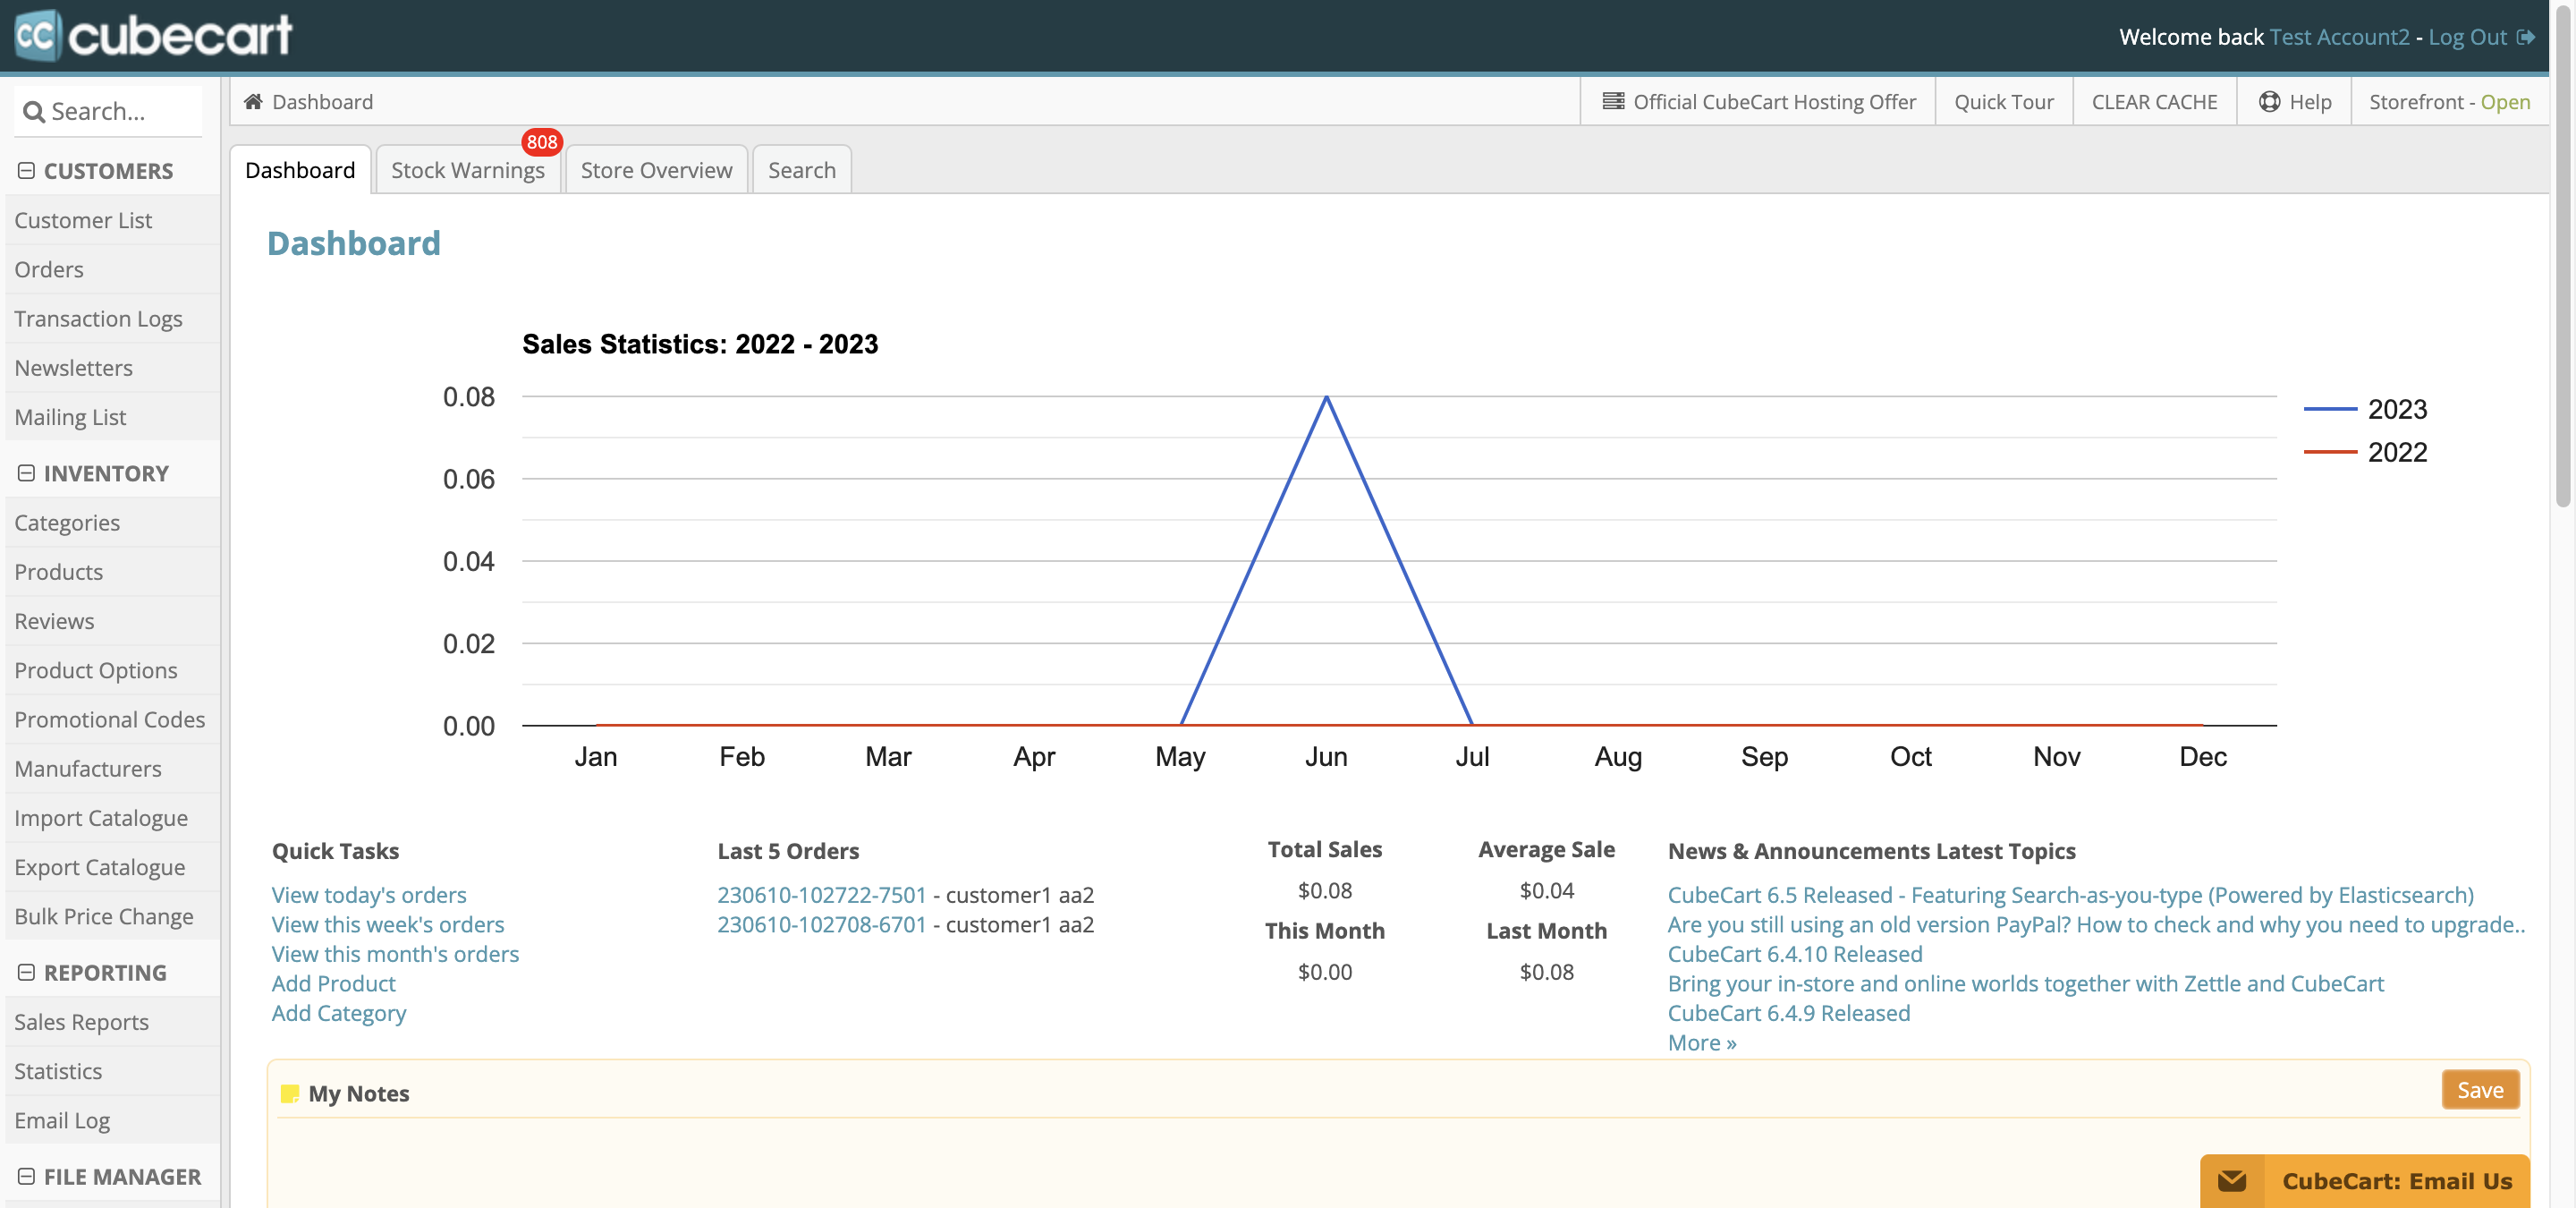 cc cubecart
Welcome back Test Account2 - Log Out
Search...
Dashboard
Official CubeCart Hosting Offer
Quick Tour
CLEAR CACHE
Help
Storefront - Open
CUSTOMERS
Customer List
Orders
Transaction Logs
Newsletters
Mailing List
INVENTORY
Categories
Products
Reviews
Product Options
Promotional Codes
Manufacturers
Import Catalogue
Export Catalogue
Bulk Price Change
REPORTING
Sales Reports
Statistics
Email Log
FILE MANAGER
Dashboard
Stock Warnings
808
Store Overview
Search
Dashboard
Sales Statistics: 2022 - 2023
0.08
0.06
0.04
0.02
0.00
Jan Feb Mar Apr May Jun Jul Aug Sep Oct Nov Dec
2023
2022
Quick Tasks
View today's orders
View this week's orders
View this month's orders
Add Product
Add Category
Last 5 Orders
230610-102722-7501 - customer1 aa2
230610-102708-6701 - customer1 aa2
Total Sales
$0.08
Average Sale
$0.04
This Month
$0.00
Last Month
$0.08
News & Announcements Latest Topics
CubeCart 6.5 Released - Featuring Search-as-you-type (Powered by Elasticsearch)
Are you still using an old version PayPal? How to check and why you need to upgrade..
CubeCart 6.4.10 Released
Bring your in-store and online worlds together with Zettle and CubeCart
CubeCart 6.4.9 Released
More »
My Notes
Save
CubeCart: Email Us